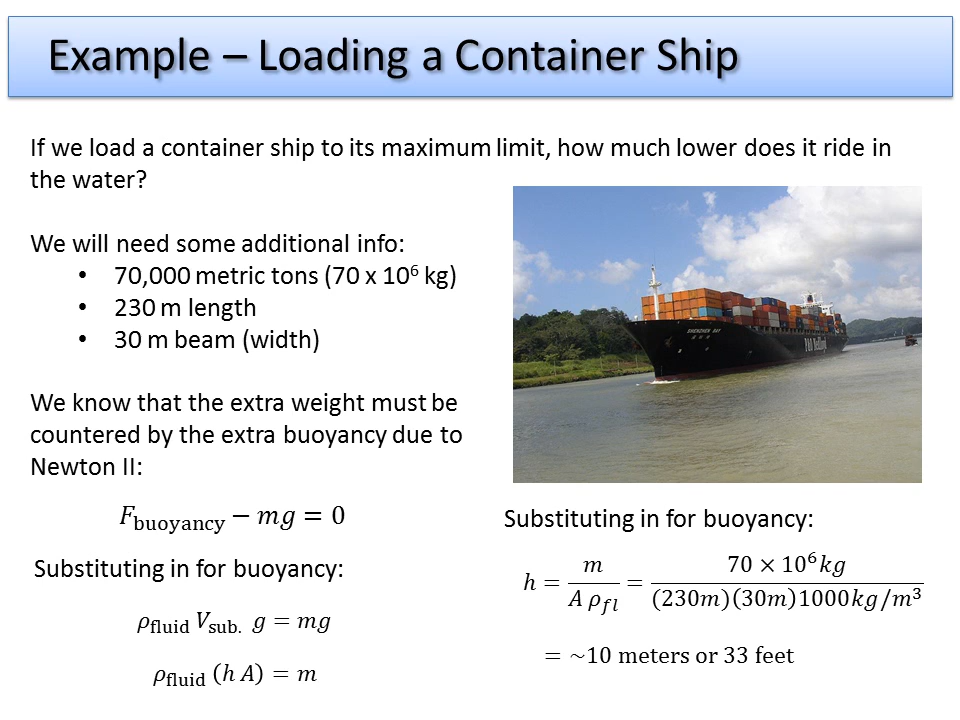 Example – Loading a Container Ship
If we load a container ship to its maximum limit, how much lower does it ride in
the water?
We will need some additional info:
• 70,000 metric tons (70 x 10⁶ kg)
• 230 m length
• 30 m beam (width)
We know that the extra weight must be
countered by the extra buoyancy due to
Newton II:
F_buoyancy − mg = 0
Substituting in for buoyancy:
ρ_fluid V_sub. g = mg
ρ_fluid (h A) = m
SHENZHEN BAY
P&O Nedlloyd
Substituting in for buoyancy:
h = m / (A ρ_fl) = 70 × 10⁶kg / ((230m)(30m)1000kg/m³)
= ~10 meters or 33 feet